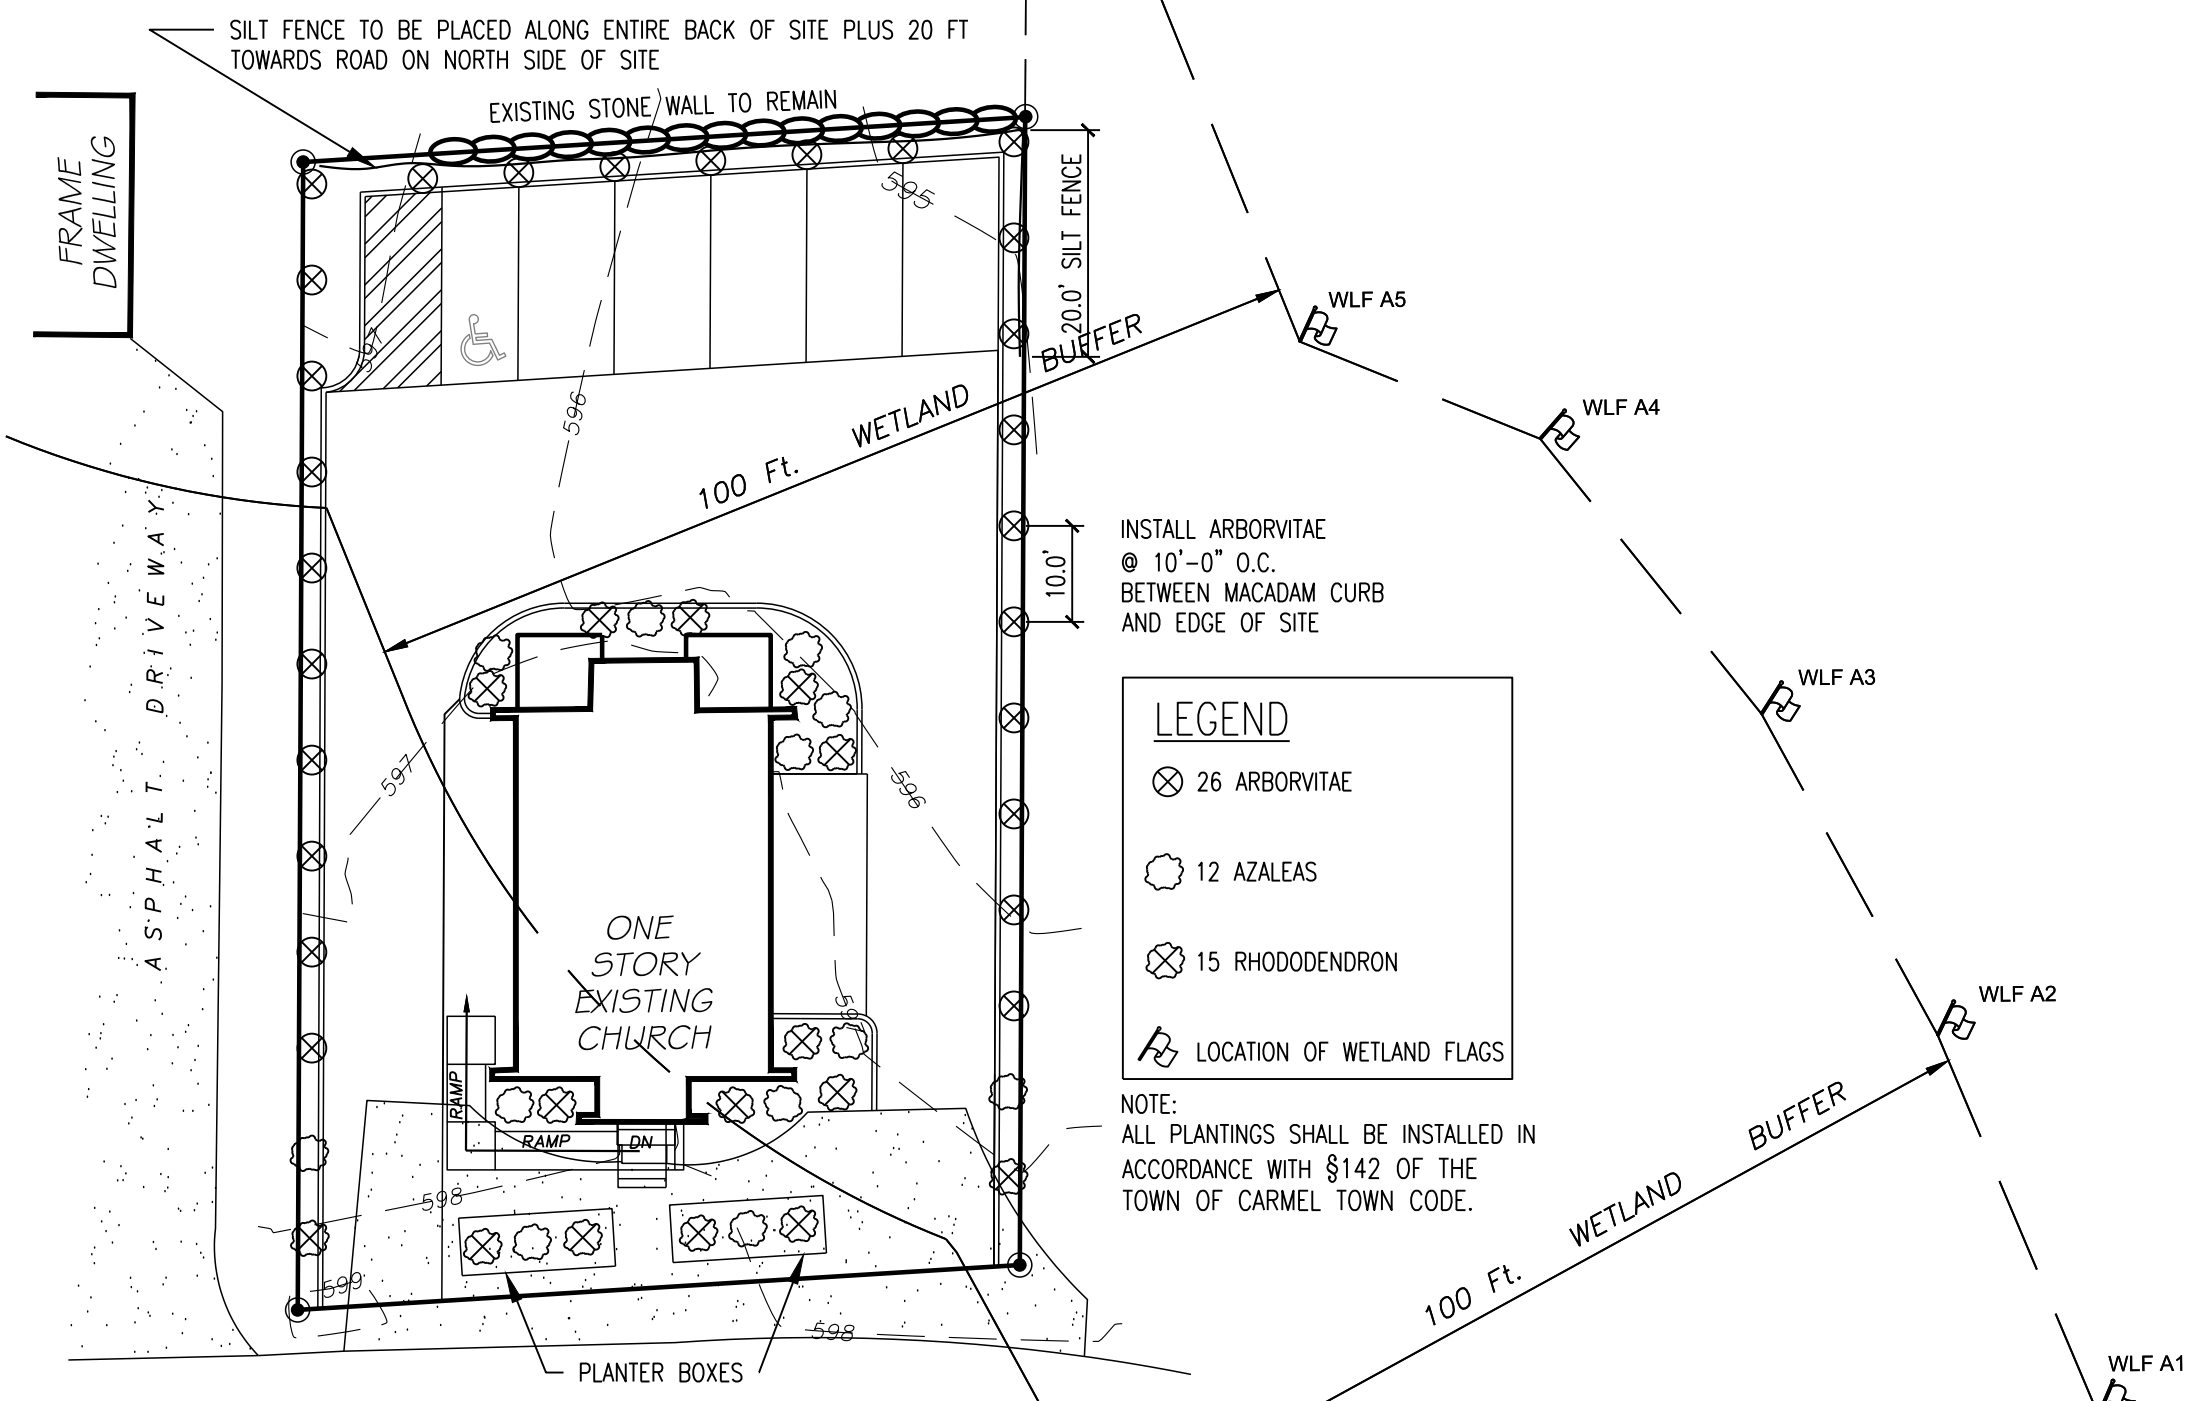 SILT FENCE TO BE PLACED ALONG ENTIRE BACK OF SITE PLUS 20 FT
TOWARDS ROAD ON NORTH SIDE OF SITE
EXISTING STONE WALL TO REMAIN
FRAME
DWELLING
595
20.0' SILT FENCE
596
100 Ft. WETLAND BUFFER
WLF A5
WLF A4
WLF A3
WLF A2
WLF A1
ASPHALT DRIVEWAY
10.0'
INSTALL ARBORVITAE
@ 10'-0" O.C.
BETWEEN MACADAM CURB
AND EDGE OF SITE
LEGEND
26 ARBORVITAE
12 AZALEAS
15 RHODODENDRON
LOCATION OF WETLAND FLAGS
NOTE:
ALL PLANTINGS SHALL BE INSTALLED IN
ACCORDANCE WITH §142 OF THE
TOWN OF CARMEL TOWN CODE.
597
596
ONE
STORY
EXISTING
CHURCH
RAMP
RAMP
DN
598
599
598
PLANTER BOXES
100 Ft. WETLAND BUFFER